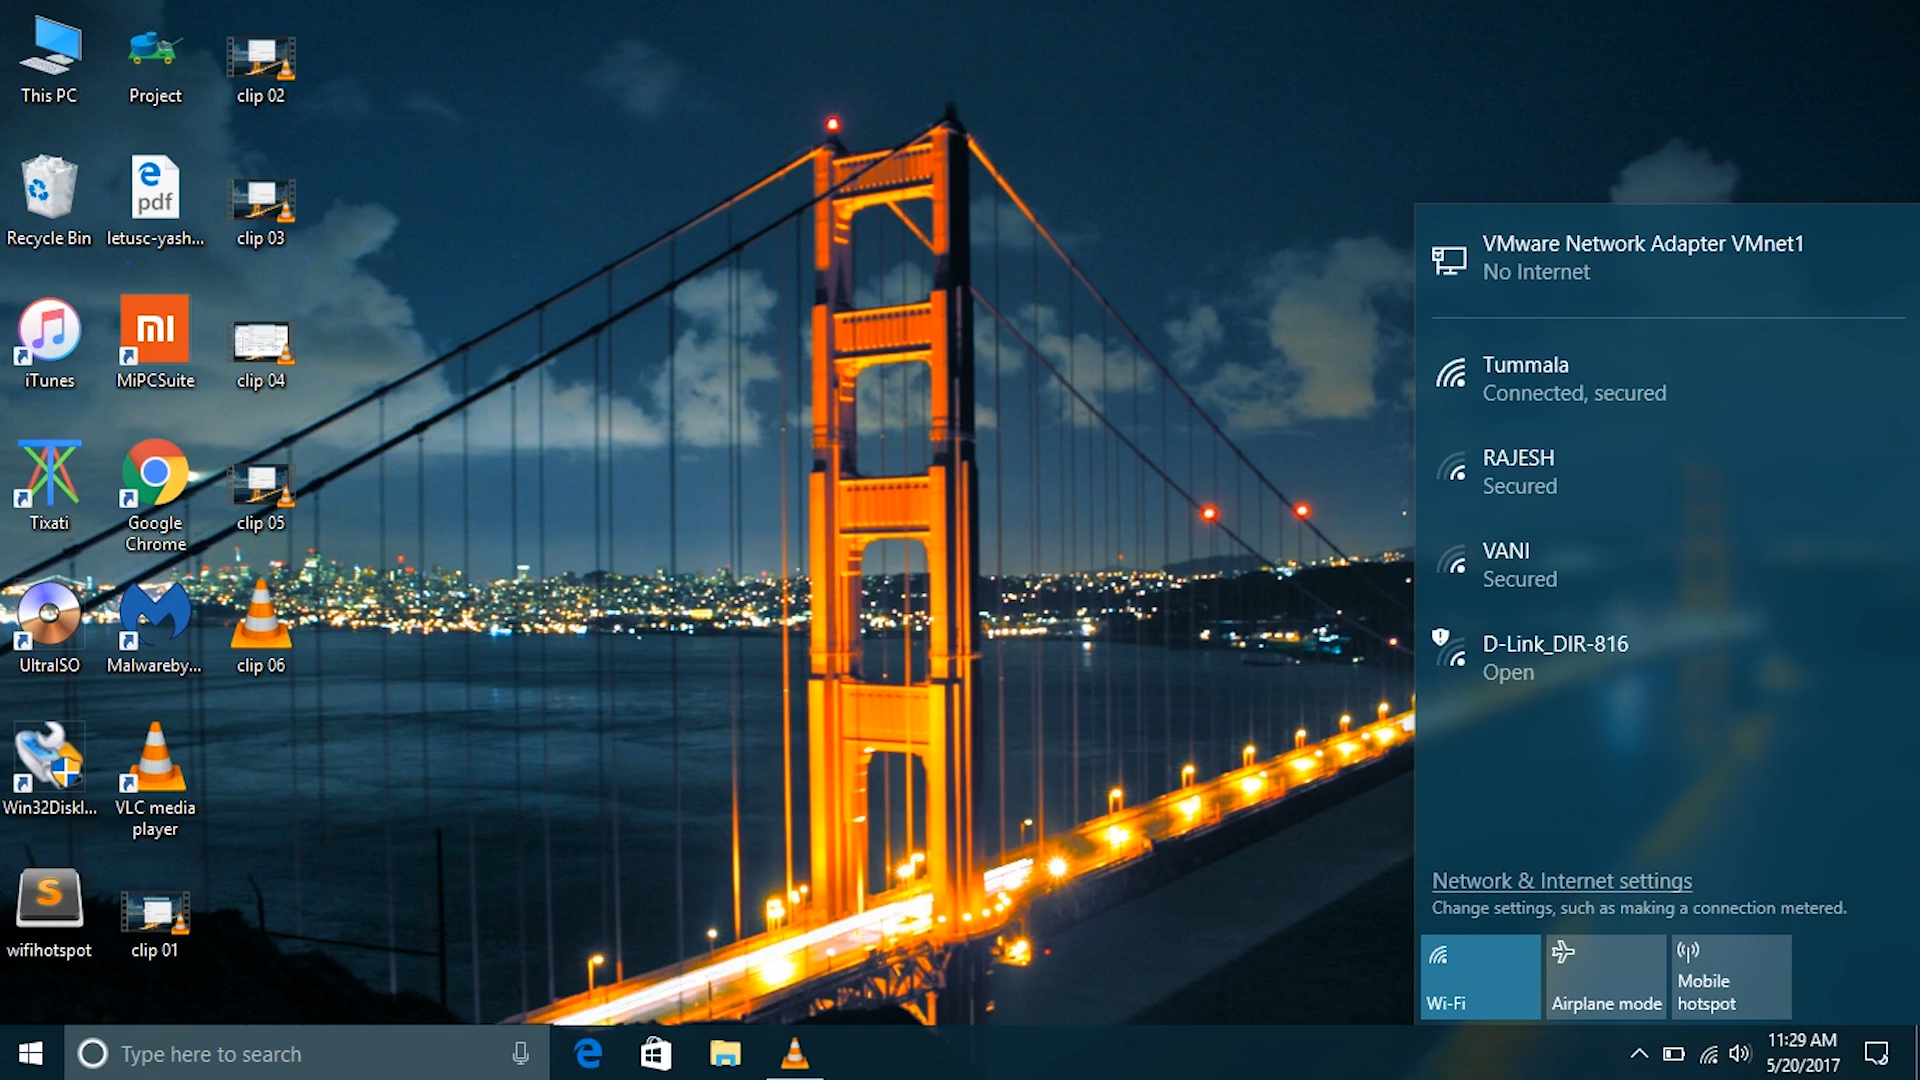 This PC
Project
clip 02
Recycle Bin
e
pdf
letusc-yash...
clip 03
iTunes
mi
MiPCSuite
clip 04
Tixati
Google
Chrome
clip 05
UltraISO
Malwareby...
clip 06
Win32DiskI...
VLC media
player
S
wifihotspot
clip 01
VMware Network Adapter VMnet1
No Internet
Tummala
Connected, secured
RAJESH
Secured
VANI
Secured
D-Link_DIR-816
Open
Network & Internet settings
Change settings, such as making a connection metered.
Wi-Fi
Airplane mode
Mobile
hotspot
Type here to search
11:29 AM
5/20/2017